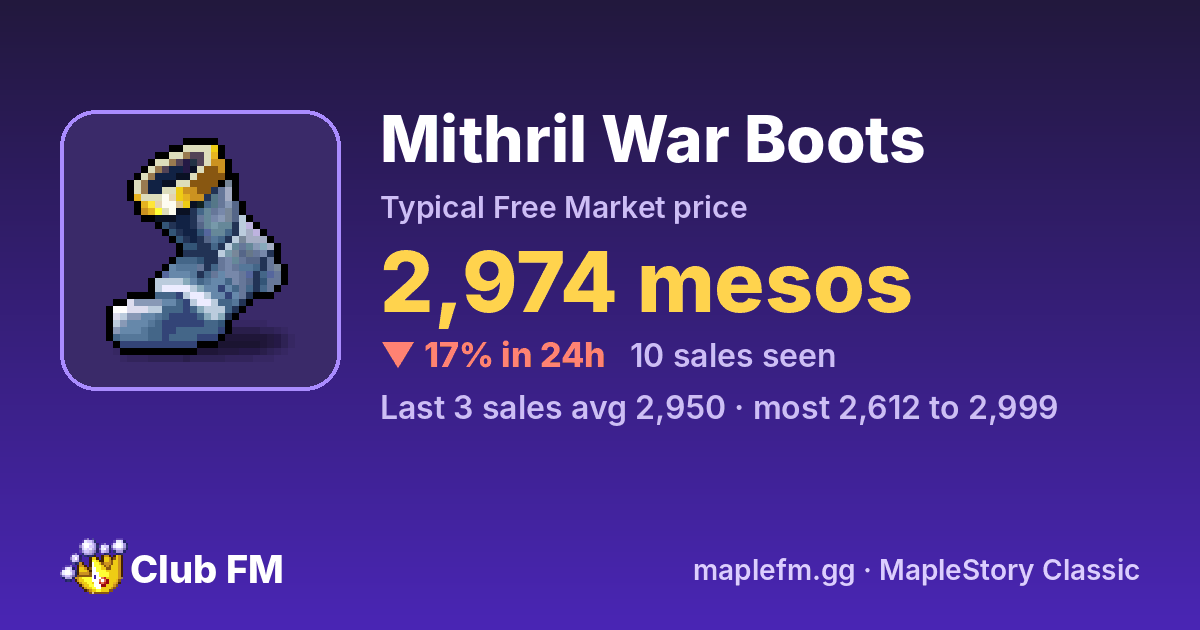 Mithril War Boots
Typical Free Market price
2,974 mesos
▼ 17% in 24h 10 sales seen
Last 3 sales avg 2,950 · most 2,612 to 2,999
Club FM
maplefm.gg · MapleStory Classic